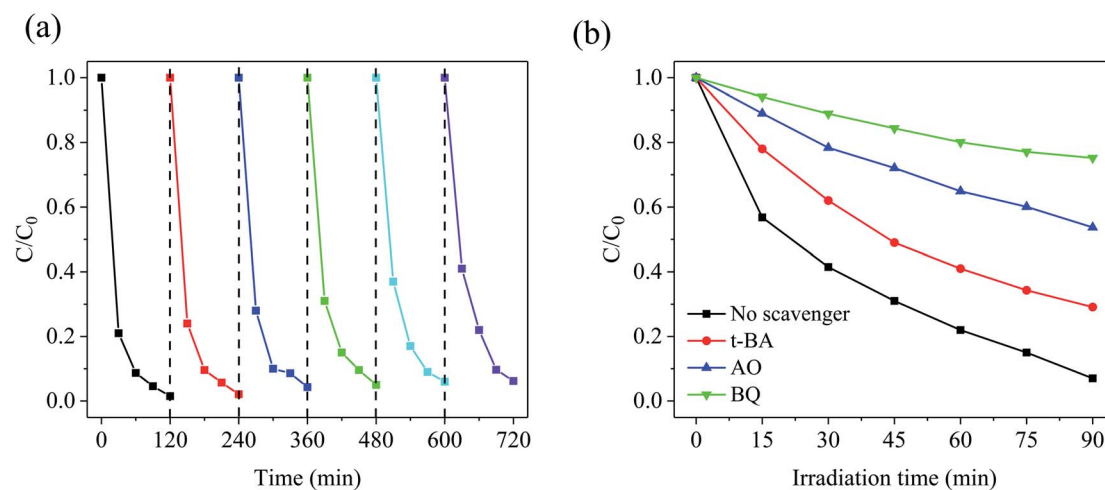 (a)
C/C0
1.0
0.8
0.6
0.4
0.2
0.0
0 120 240 360 480 600 720
Time (min)
(b)
C/C0
1.0
0.8
0.6
0.4
0.2
0.0
No scavenger
t-BA
AO
BQ
0 15 30 45 60 75 90
Irradiation time (min)